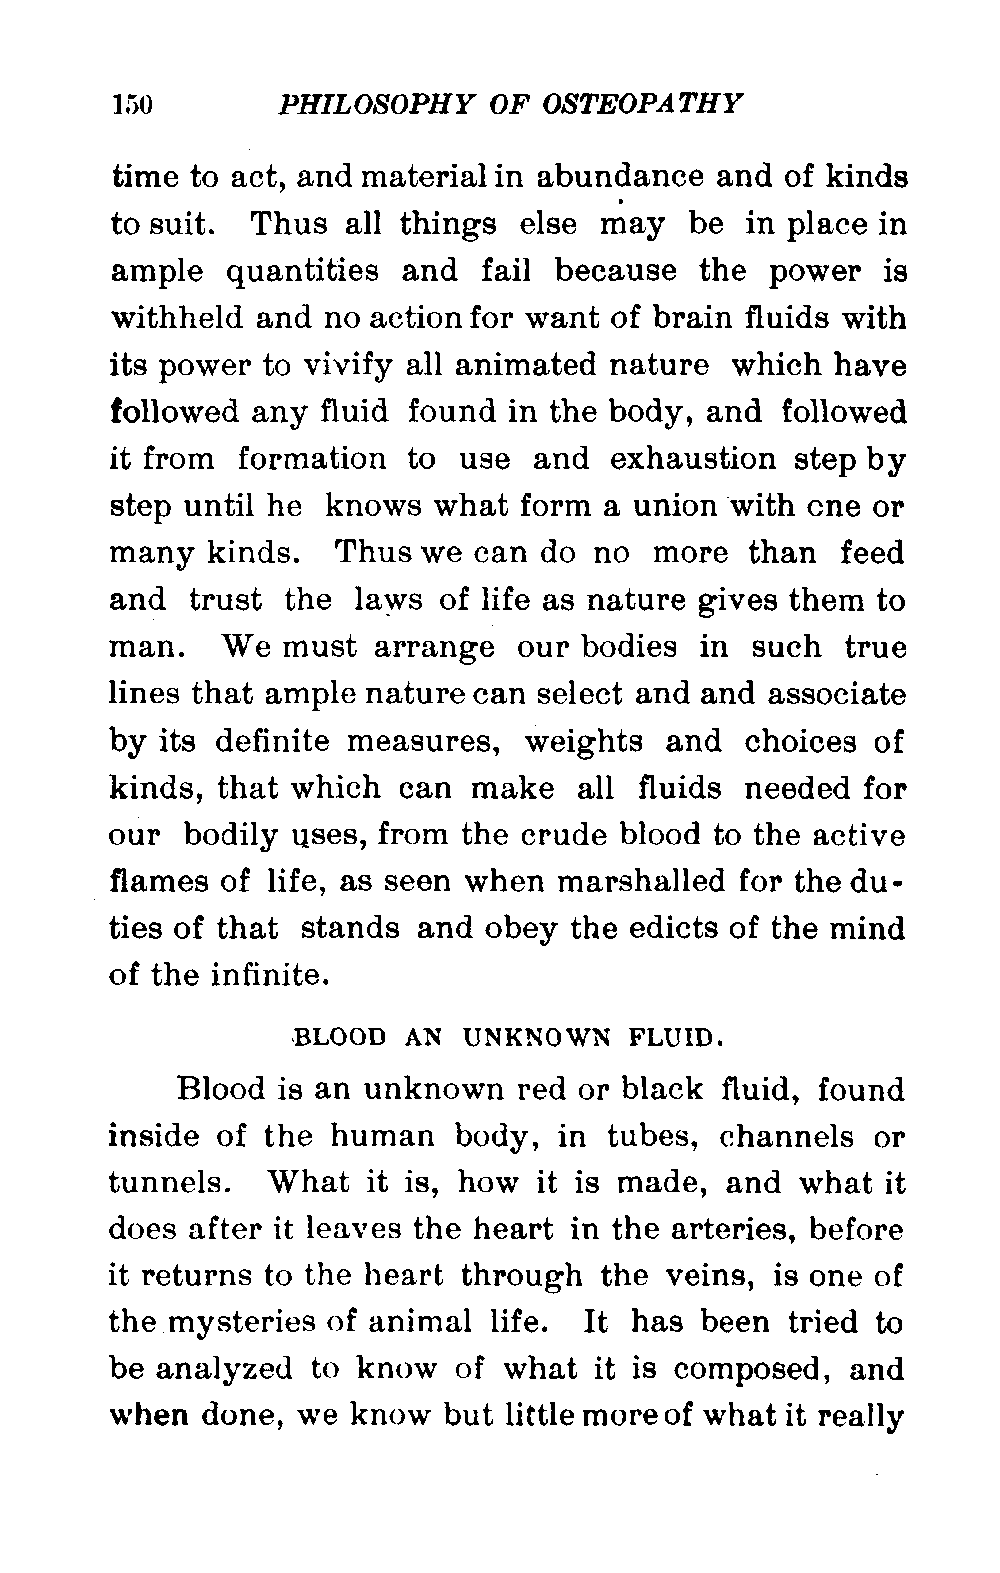 150 PHILOSOPHY OF OSTEOPATHY
time to act, and material in abundance and of kinds
to suit. Thus all things else may be in place in
ample quantities and fail because the power is
withheld and no action for want of brain fluids with
its power to vivify all animated nature which have
followed any fluid found in the body, and followed
it from formation to use and exhaustion step by
step until he knows what form a union with one or
many kinds. Thus we can do no more than feed
and trust the laws of life as nature gives them to
man. We must arrange our bodies in such true
lines that ample nature can select and and associate
by its definite measures, weights and choices of
kinds, that which can make all fluids needed for
our bodily uses, from the crude blood to the active
flames of life, as seen when marshalled for the du-
ties of that stands and obey the edicts of the mind
of the infinite.
BLOOD AN UNKNOWN FLUID.
Blood is an unknown red or black fluid, found
inside of the human body, in tubes, channels or
tunnels. What it is, how it is made, and what it
does after it leaves the heart in the arteries, before
it returns to the heart through the veins, is one of
the mysteries of animal life. It has been tried to
be analyzed to know of what it is composed, and
when done, we know but little more of what it really